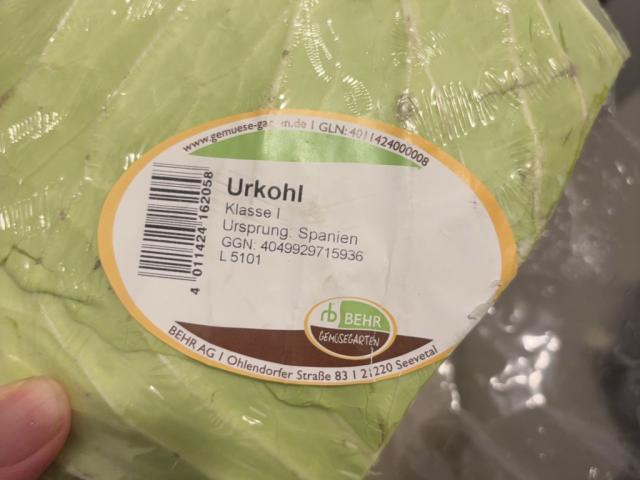 www.gemuese-garten.de | GLN: 4011424000008
4 011424 162058
Urkohl
Klasse I
Ursprung: Spanien
GGN: 4049929715936
L 5101
rb BEHR
GEMÜSEGARTEN
BEHR AG | Ohlendorfer Straße 83 | 21220 Seevetal